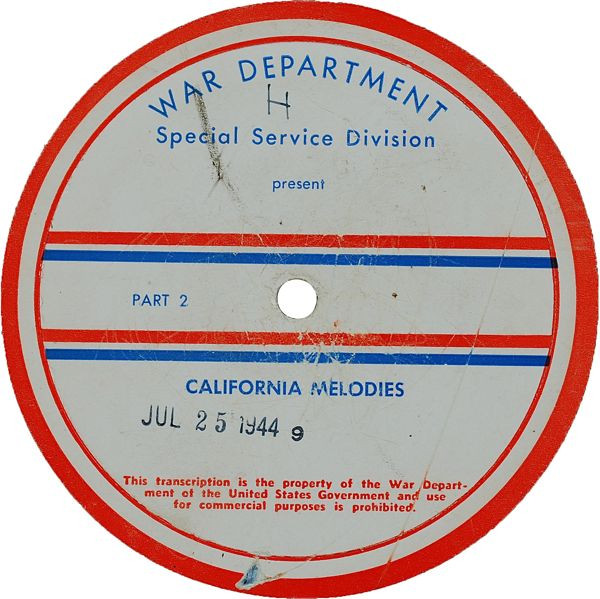 WAR DEPARTMENT
H
Special Service Division
present
PART 2
CALIFORNIA MELODIES
JUL 25 1944 9
This transcription is the property of the War Depart-
ment of the United States Government and use
for commercial purposes is prohibited.